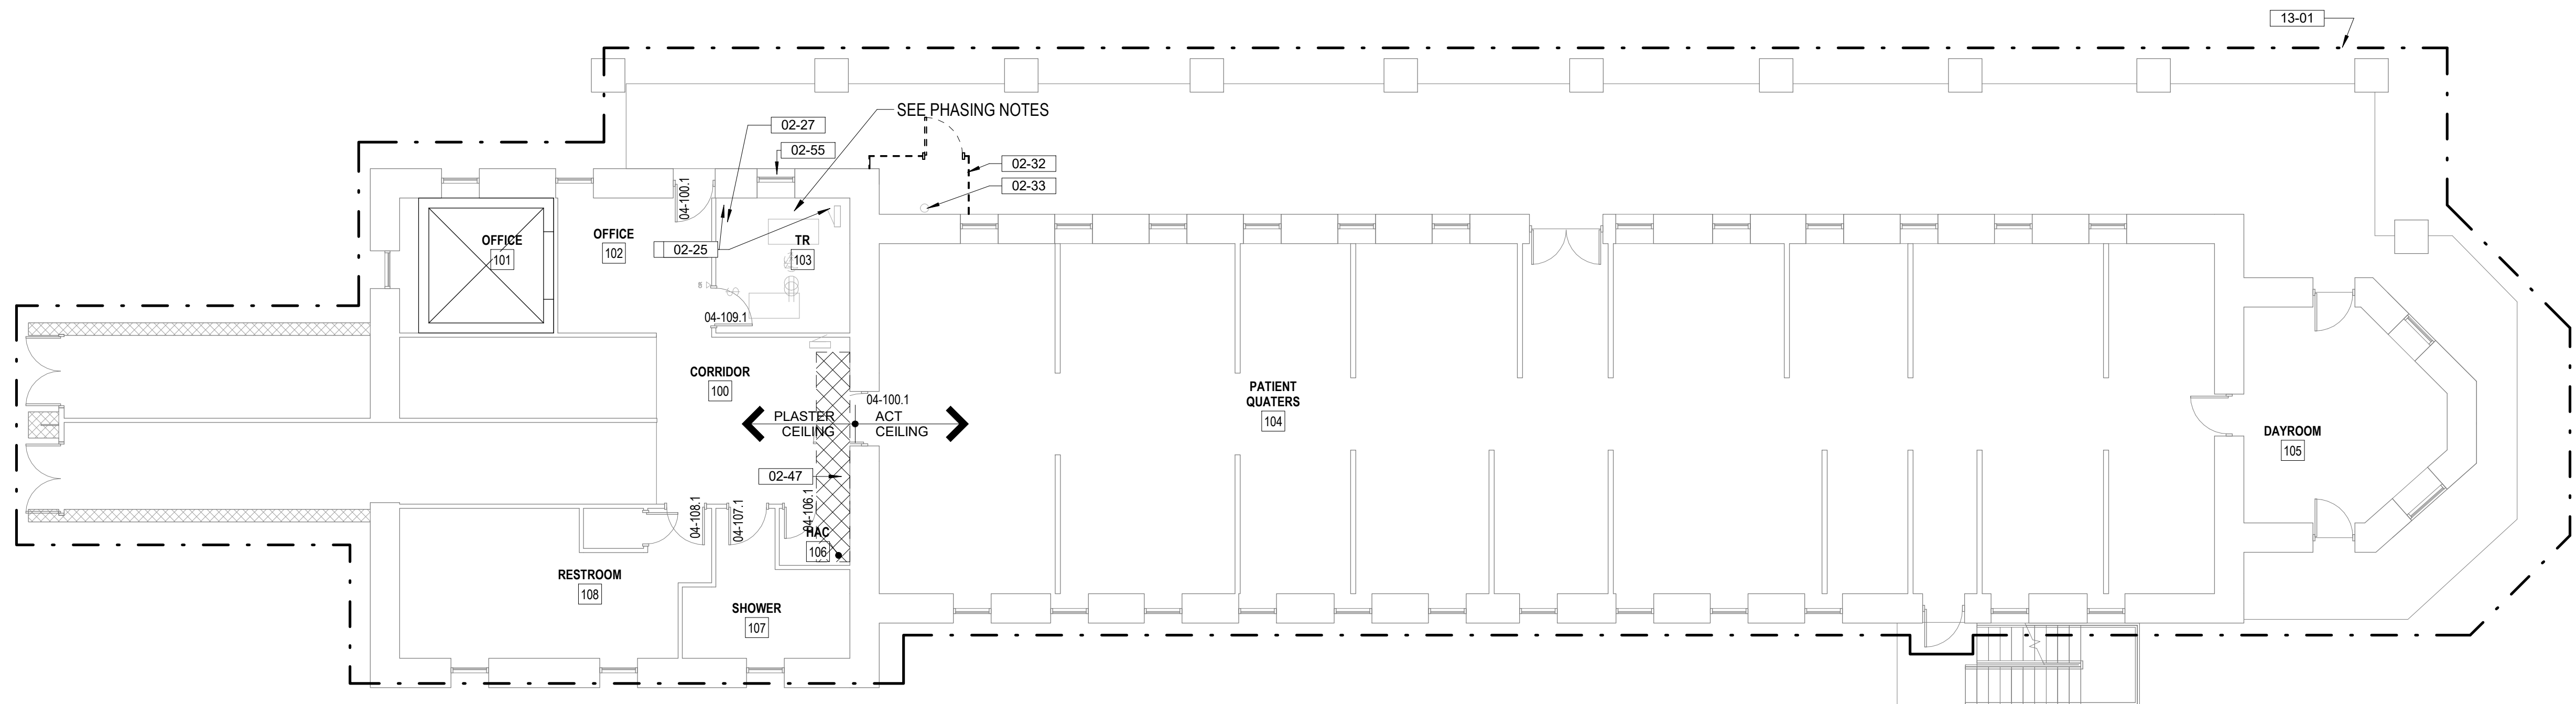 13-01
SEE PHASING NOTES
02-27
02-55
02-32
02-33
04-100.1
OFFICE
101
OFFICE
102
02-25
TR
103
04-109.1
CORRIDOR
100
04-100.1
PLASTER
CEILING
ACT
CEILING
PATIENT
QUATERS
104
DAYROOM
105
02-47
04-108.1
04-107.1
04-106.1
HAC
106
RESTROOM
108
SHOWER
107